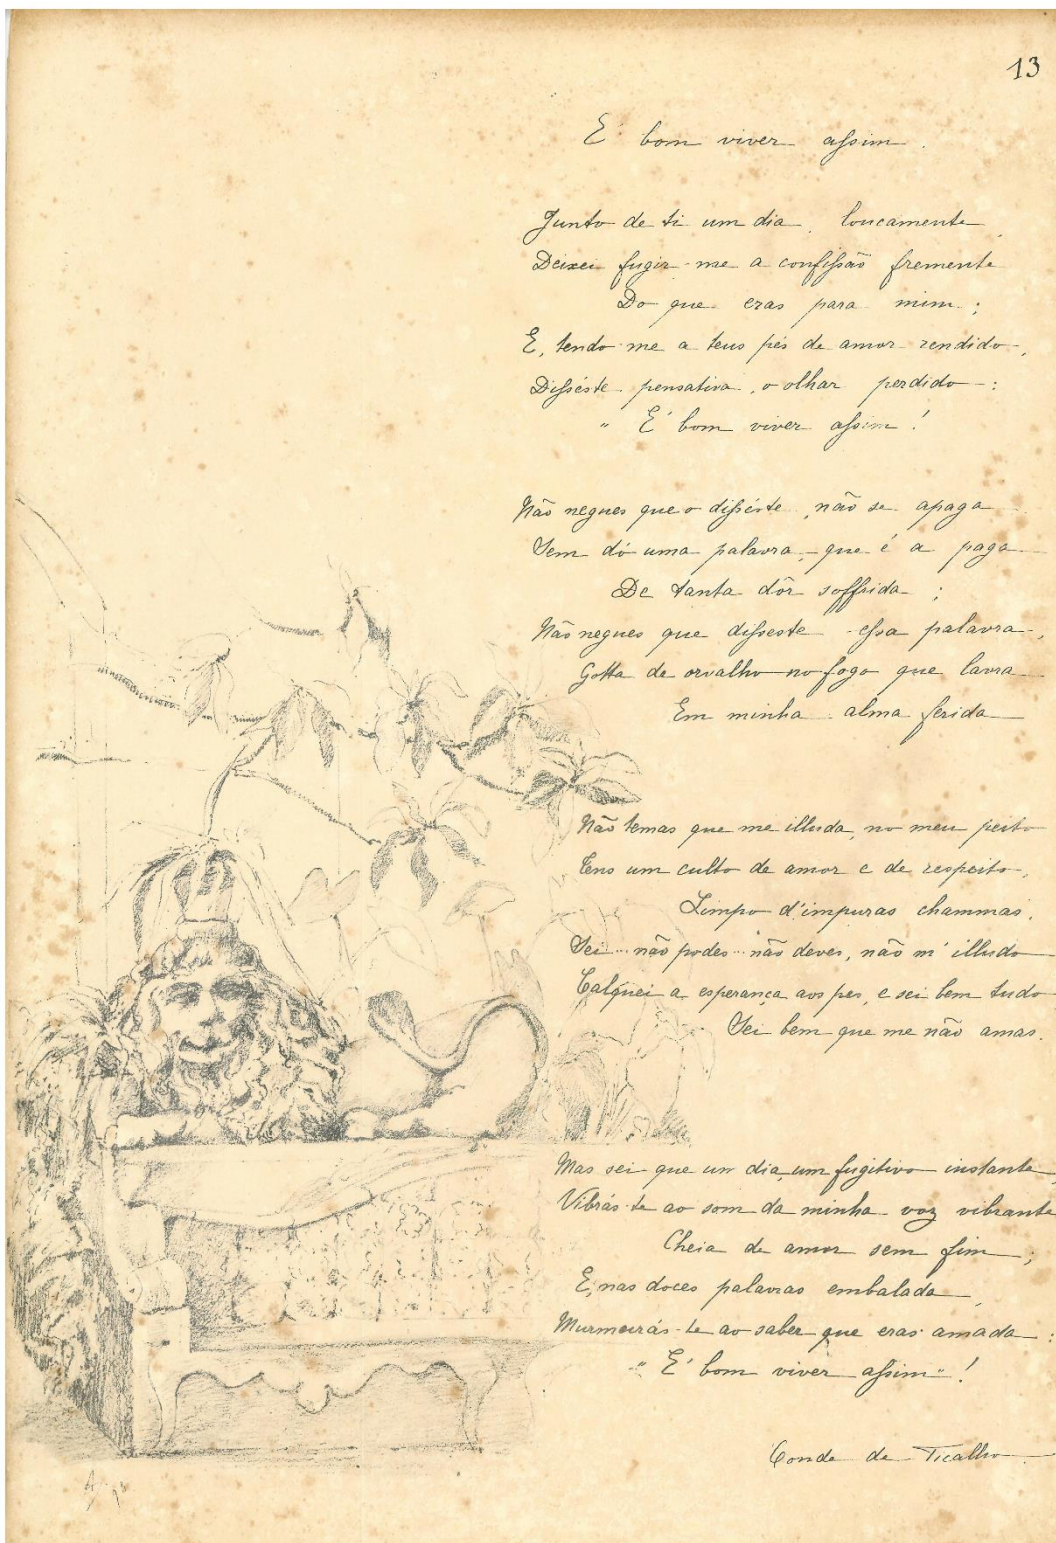 13
E' bom viver assim.
Junto de ti um dia, loucamente,
Deixei fugir-me a confissão fremente
Do que eras para mim;
E, tendo-me a teus pés de amor rendido,
Disséste pensativa, o olhar perdido:
" E' bom viver assim!
Não negues que o disséste, não se apaga
Sem dó uma palavra, que é a paga
De tanta dôr soffrida;
Não negues que disseste essa palavra,
Gotta de orvalho no fogo que lavra
Em minha alma ferida
Não temas que me illuda, no meu peito
Tens um culto de amor e de respeito,
Limpo d'impuras chammas.
Sei... não podes... não deves, não m' illudo
Calquei a esperança aos pés, e sei bem tudo
Sei bem que me não amas.
Mas sei que um dia, um fugitivo instante,
Vibrás-te ao som da minha voz vibrante
Cheia de amor sem fim;
E, nas doces palavras embalada,
Murmurás-te ao saber que eras amada:
" E' bom viver assim"!
Conde de Ficalho